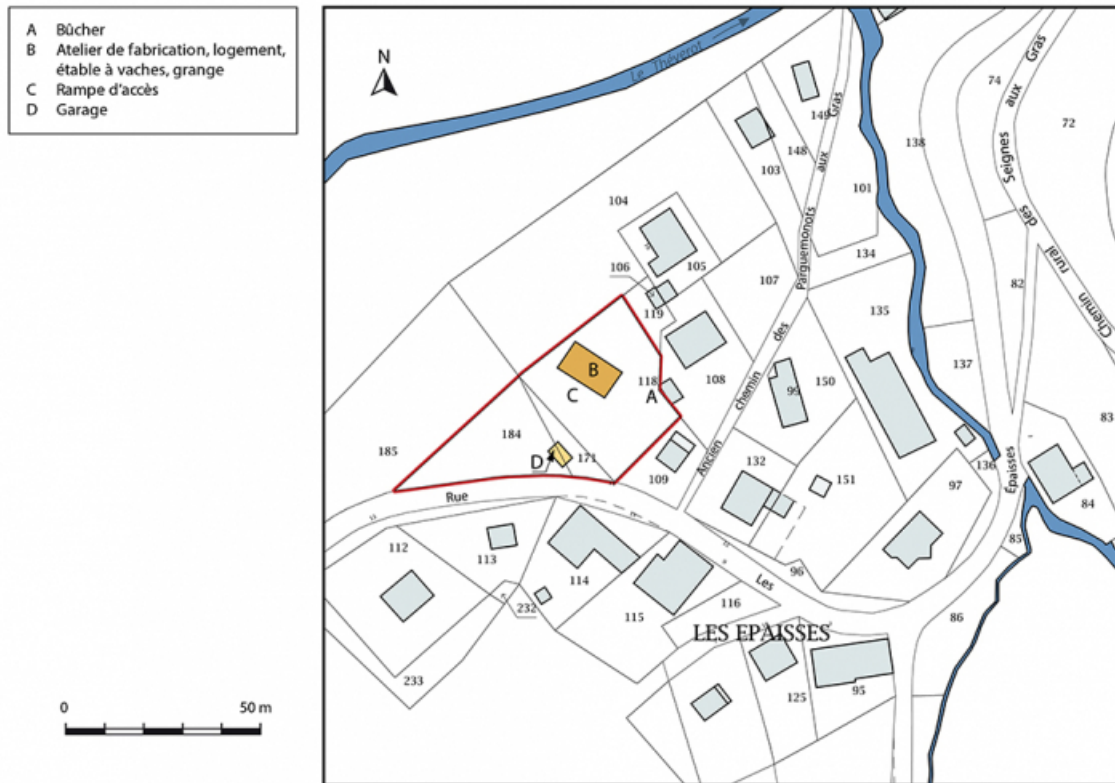 A Bûcher
B Atelier de fabrication, logement,
étable à vaches, grange
C Rampe d'accès
D Garage
N
Le Théverot
0 50 m
74
72
Chemin rural des Seignes aux Gras
149
148
103
138
101
104
134
106
105
107
82
119
135
118
108
137
B
C
A
99
150
83
Ancien chemin des Parguemonots aux Gras
185
184
D
171
109
132
151
136
97
84
Rue Les Épaisses
85
112
113
114
96
232
115
116
86
LES EPAISSES
233
125
95